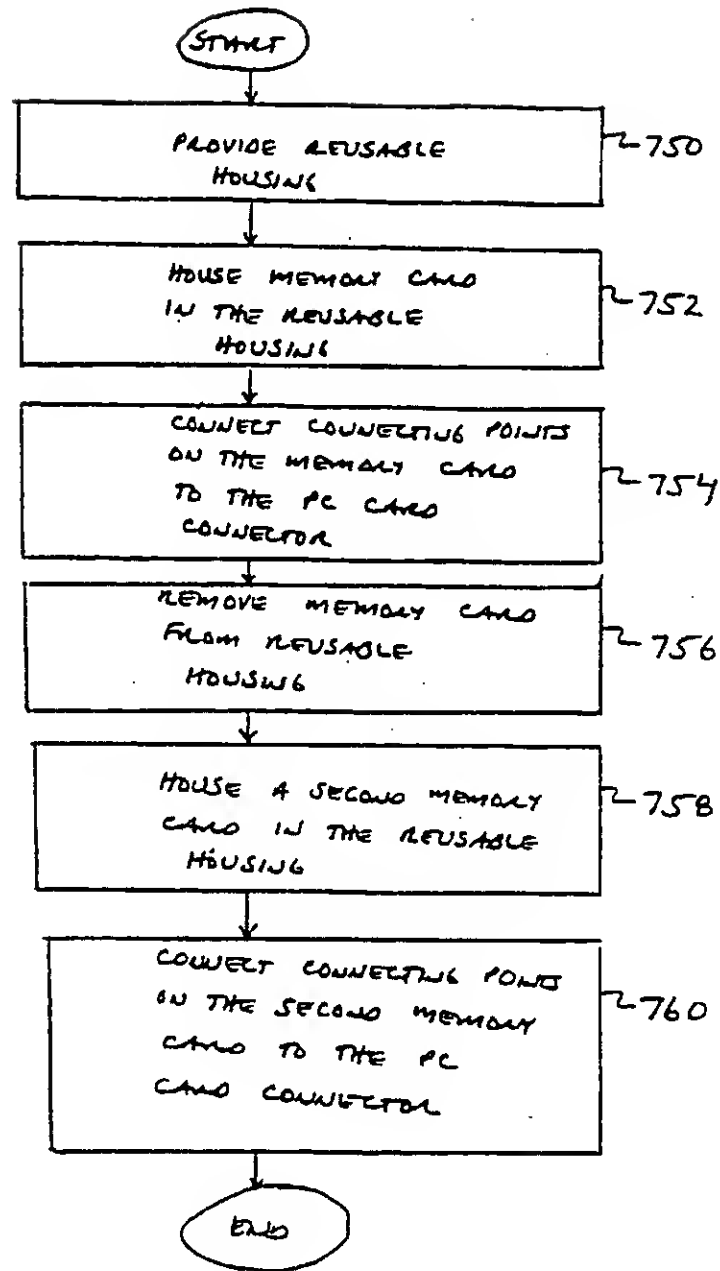 START
PROVIDE REUSABLE
HOUSING
750
HOUSE MEMORY CARD
IN THE REUSABLE
HOUSING
752
CONNECT CONNECTING POINTS
ON THE MEMORY CARD
TO THE PC CARD
CONNECTOR
754
REMOVE MEMORY CARD
FROM REUSABLE
HOUSING
756
HOUSE A SECOND MEMORY
CARD IN THE REUSABLE
HOUSING
758
CONNECT CONNECTING POINTS
ON THE SECOND MEMORY
CARD TO THE PC
CARD CONNECTOR
760
END